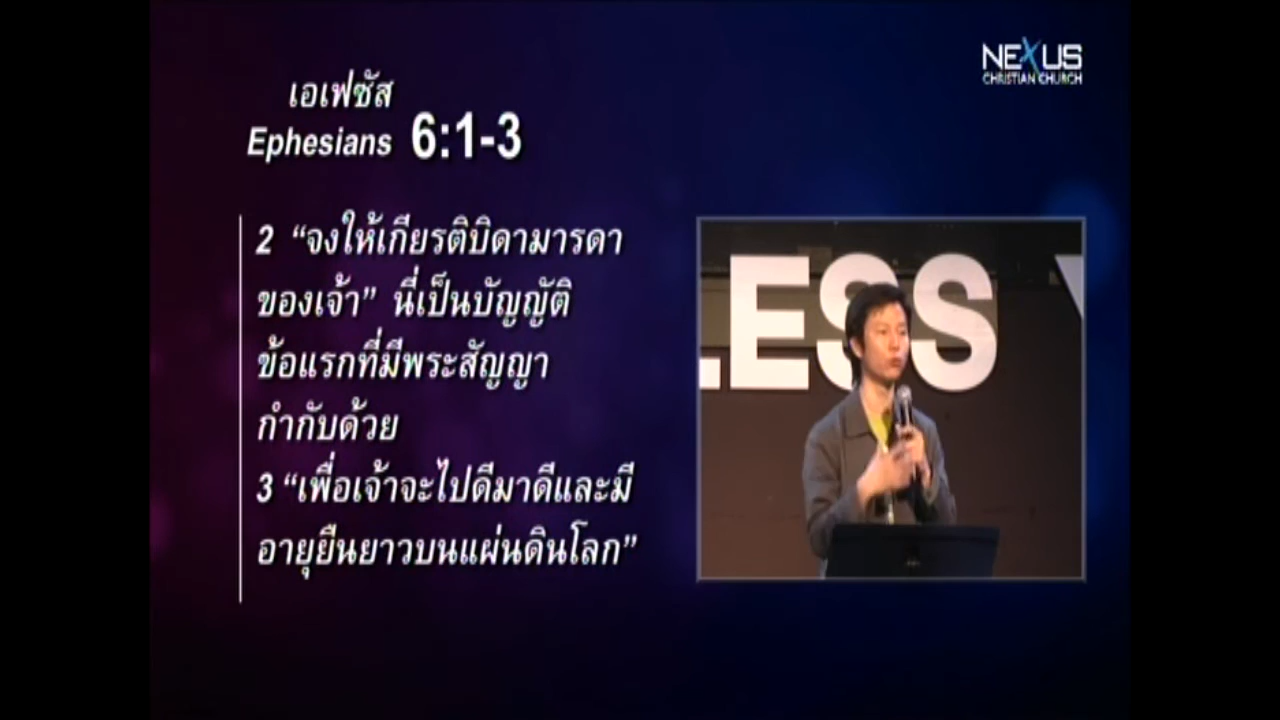 เอเฟซัส
Ephesians 6:1-3
NEXUS
CHRISTIAN CHURCH
2 “จงให้เกียรติบิดามารดา
ของเจ้า” นี่เป็นบัญญัติ
ข้อแรกที่มีพระสัญญา
กำกับด้วย
3 “เพื่อเจ้าจะไปดีมาดีและมี
อายุยืนยาวบนแผ่นดินโลก”
LESS